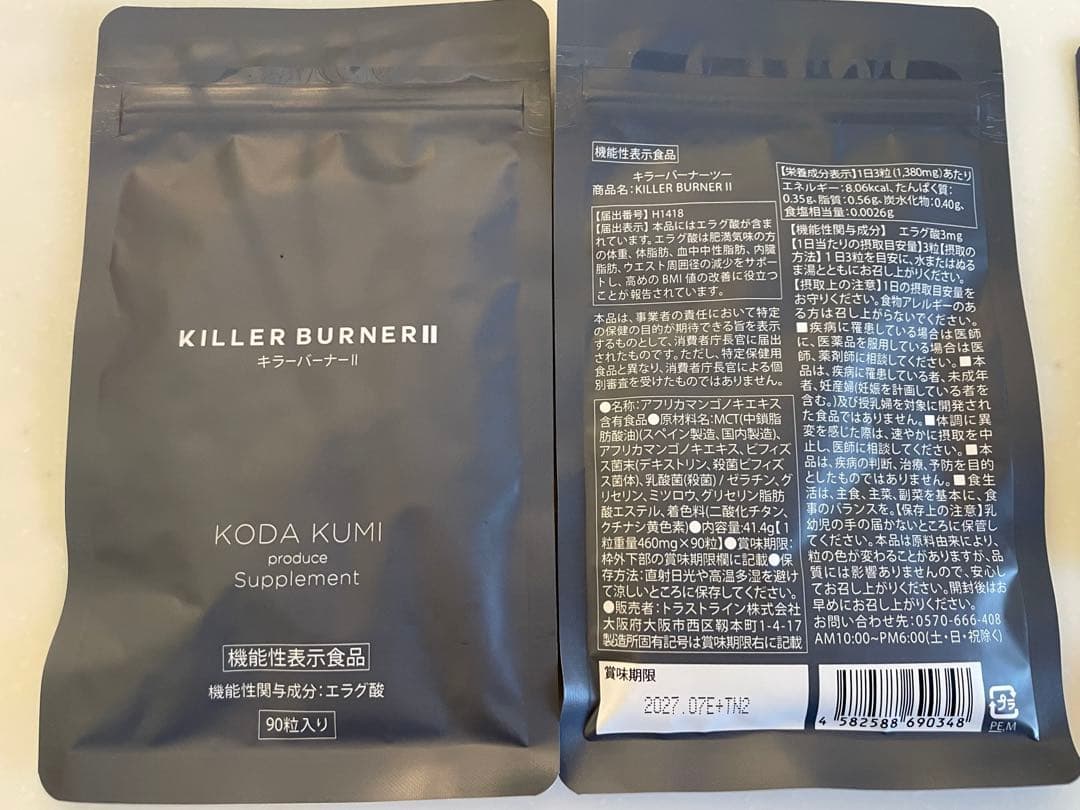 KILLER BURNERⅡ
キラーバーナーⅡ
KODA KUMI
produce
Supplement
機能性表示食品
機能性関与成分：エラグ酸
90粒入り
機能性表示食品
キラーバーナーツー
商品名：KILLER BURNERⅡ
【届出番号】H1418
【届出表示】本品にはエラグ酸が含ま
れています。エラグ酸は肥満気味の方
の体重、体脂肪、血中中性脂肪、内臓
脂肪、ウエスト周囲径の減少をサポー
トし、高めのBMI値の改善に役立つ
ことが報告されています。
本品は、事業者の責任において特定
の保健の目的が期待できる旨を表示
するものとして、消費者庁長官に届出
されたものです。ただし、特定保健用
食品と異なり、消費者庁長官による個
別審査を受けたものではありません。
●名称：アフリカマンゴノキエキス
含有食品●原材料名：MCT(中鎖脂
肪酸油)(スペイン製造、国内製造)、
アフリカマンゴノキエキス、ビフィズ
ス菌末(デキストリン、殺菌ビフィズ
ス菌体)、乳酸菌(殺菌)／ゼラチン、グ
リセリン、ミツロウ、グリセリン脂肪
酸エステル、着色料(二酸化チタン、
クチナシ黄色素)●内容量：41.4g【1
粒重量460mg×90粒】●賞味期限：
枠外下部の賞味期限欄に記載●保
存方法：直射日光や高温多湿を避け
て涼しいところに保存してください。
●販売者：トラストライン株式会社
大阪府大阪市西区靱本町1-4-17
製造所固有記号は賞味期限右に記載
【栄養成分表示】1日3粒(1,380mg)あたり
エネルギー：8.06kcal、たんぱく質：
0.35g、脂質：0.56g、炭水化物：0.40g、
食塩相当量：0.0026g
【機能性関与成分】 エラグ酸3mg
【1日当たりの摂取目安量】3粒【摂取の
方法】1日3粒を目安に、水またはぬる
ま湯とともにお召し上がりください。
【摂取上の注意】1日の摂取目安量を
お守りください。食物アレルギーのあ
る方は召し上がらないでください。
■疾病に罹患している場合は医師
に、医薬品を服用している場合は医
師、薬剤師に相談してください。■本
品は、疾病に罹患している者、未成年
者、妊産婦(妊娠を計画している者を
含む。)及び授乳婦を対象に開発され
た食品ではありません。■体調に異
変を感じた際は、速やかに摂取を中
止し、医師に相談してください。■本
品は、疾病の判断、治療、予防を目的
としたものではありません。■食生
活は、主食、主菜、副菜を基本に、食
事のバランスを。【保存上の注意】乳
幼児の手の届かないところに保管し
てください。本品は原料由来により、
粒の色が変わることがありますが、品
質には影響ありませんので、安心し
てお召し上がりください。開封後はお
早めにお召し上がりください。
お問い合わせ先：0570-666-408
AM10:00~PM6:00(土・日・祝除く)
賞味期限
2027.07E+TN2
4 582588 690348
プラ
PE,M